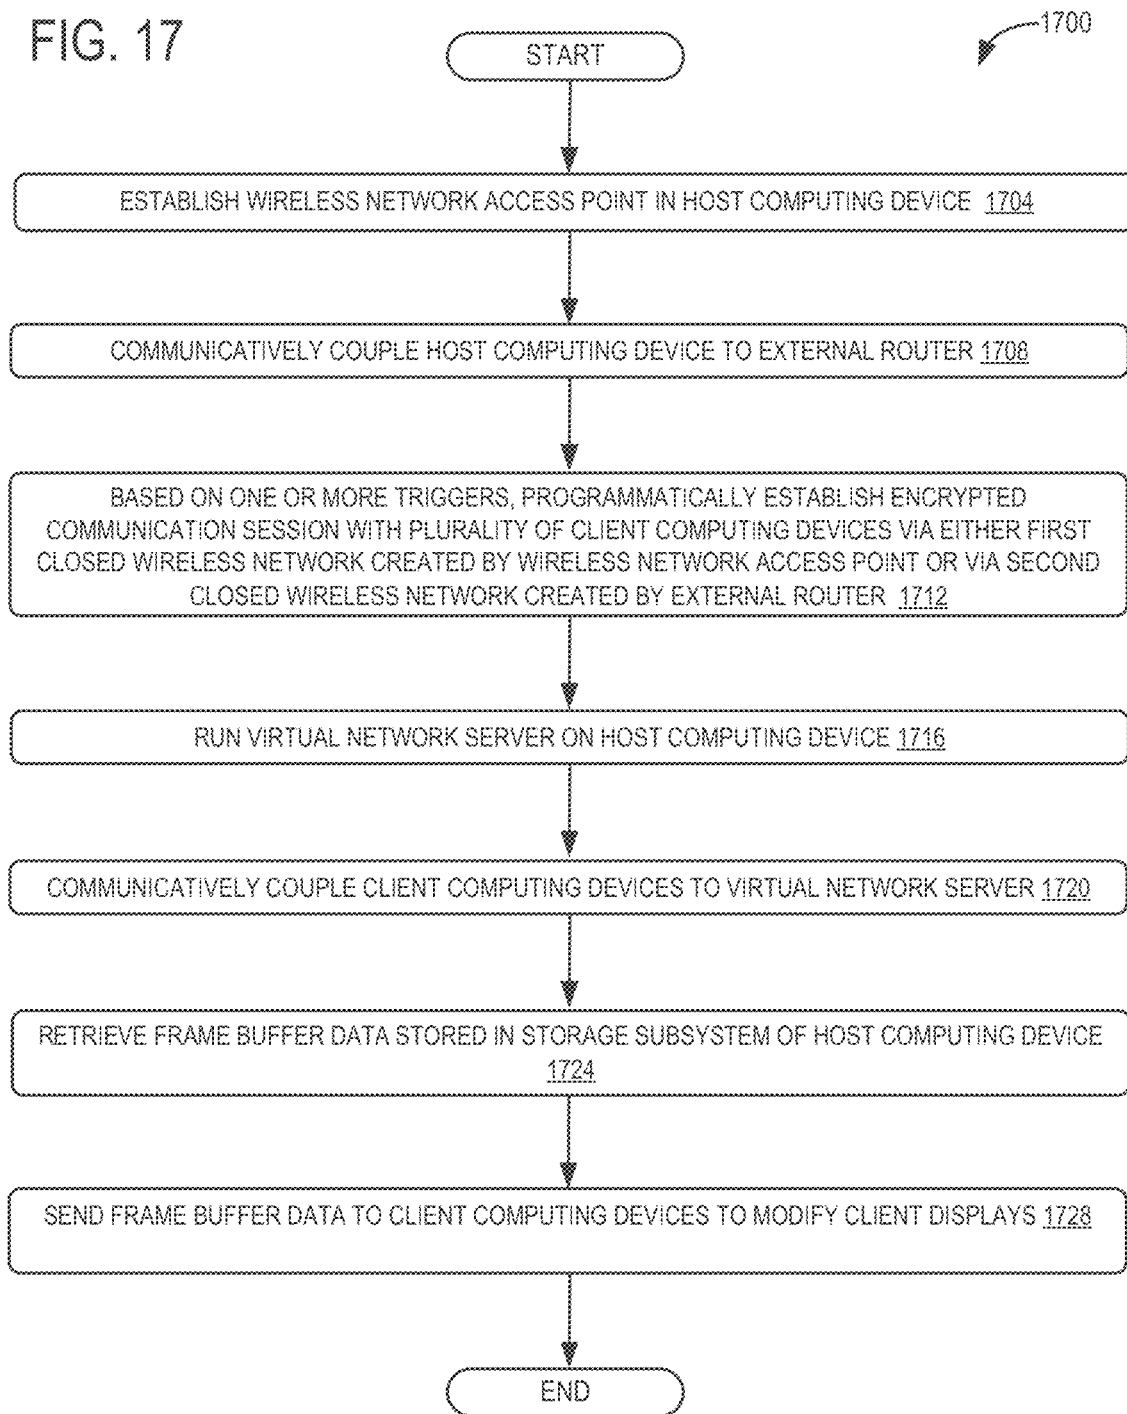 FIG. 17
1700
START
ESTABLISH WIRELESS NETWORK ACCESS POINT IN HOST COMPUTING DEVICE 1704
COMMUNICATIVELY COUPLE HOST COMPUTING DEVICE TO EXTERNAL ROUTER 1708
BASED ON ONE OR MORE TRIGGERS, PROGRAMMATICALLY ESTABLISH ENCRYPTED
COMMUNICATION SESSION WITH PLURALITY OF CLIENT COMPUTING DEVICES VIA EITHER FIRST
CLOSED WIRELESS NETWORK CREATED BY WIRELESS NETWORK ACCESS POINT OR VIA SECOND
CLOSED WIRELESS NETWORK CREATED BY EXTERNAL ROUTER 1712
RUN VIRTUAL NETWORK SERVER ON HOST COMPUTING DEVICE 1716
COMMUNICATIVELY COUPLE CLIENT COMPUTING DEVICES TO VIRTUAL NETWORK SERVER 1720
RETRIEVE FRAME BUFFER DATA STORED IN STORAGE SUBSYSTEM OF HOST COMPUTING DEVICE
1724
SEND FRAME BUFFER DATA TO CLIENT COMPUTING DEVICES TO MODIFY CLIENT DISPLAYS 1728
END